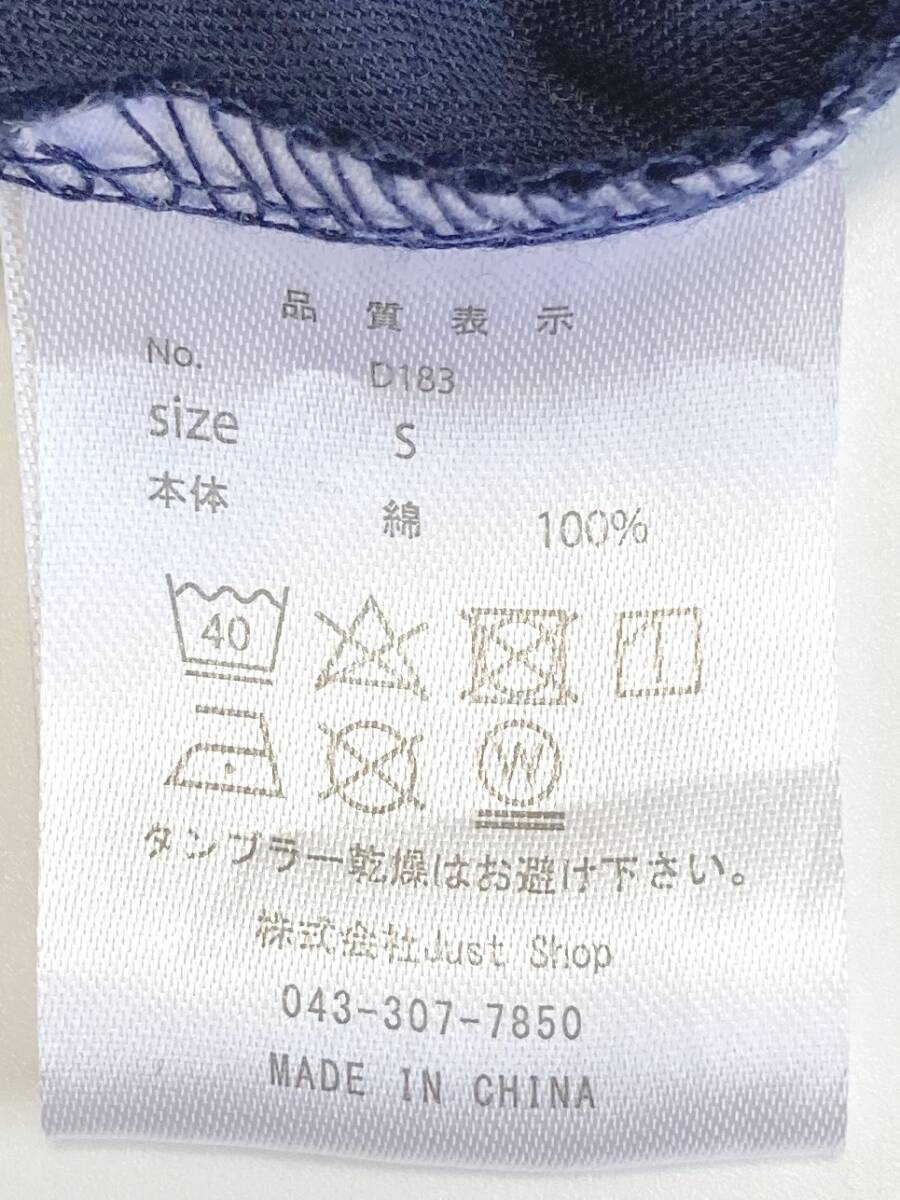 品質表示
No. D183
size S
本体 綿 100%
40
W
タンブラー乾燥はお避け下さい。
株式会社Just Shop
043-307-7850
MADE IN CHINA